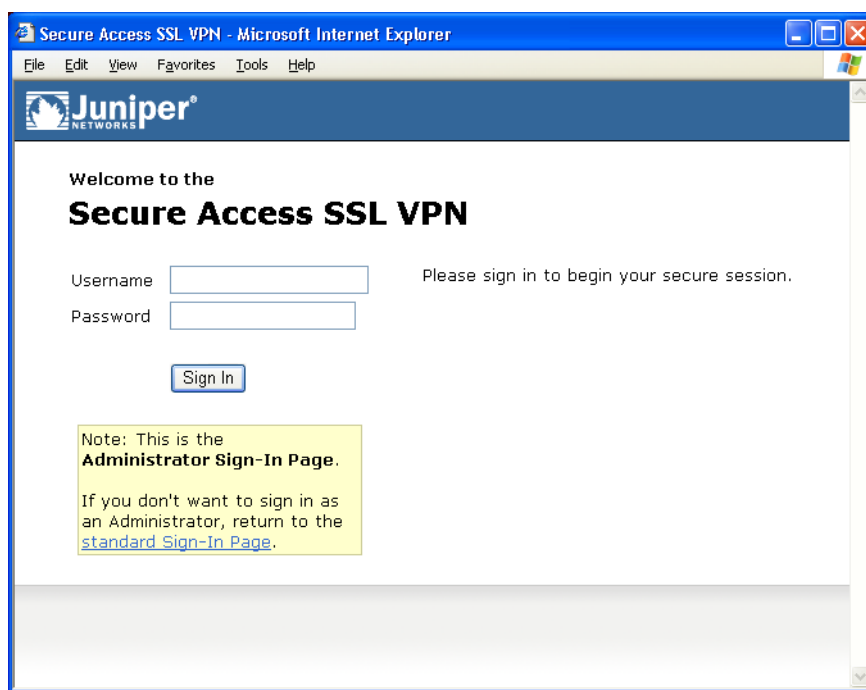 Secure Access SSL VPN - Microsoft Internet Explorer
File Edit View Favorites Tools Help
Juniper®
NETWORKS
Welcome to the
Secure Access SSL VPN
Username
Please sign in to begin your secure session.
Password
Sign In
Note: This is the
Administrator Sign-In Page.
If you don't want to sign in as
an Administrator, return to the
standard Sign-In Page.